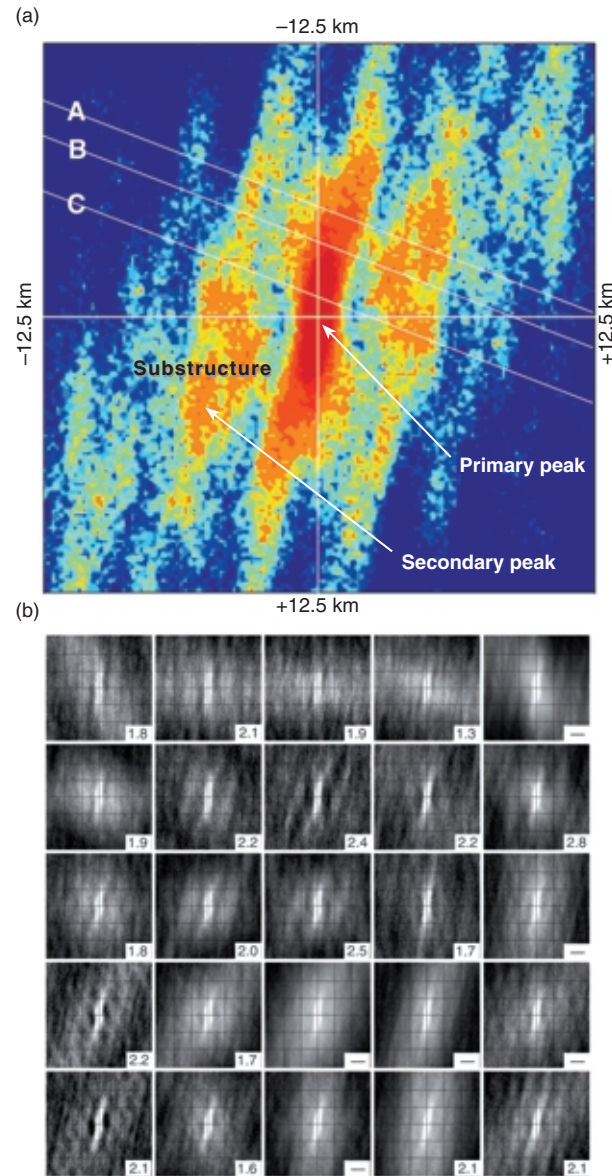 (a)
−12.5 km
A
B
C
−12.5 km
+12.5 km
Substructure
Primary peak
Secondary peak
+12.5 km
(b)
1.8 2.1 1.9 1.3 —
1.9 2.2 2.4 2.2 2.8
1.8 2.0 2.5 1.7 —
2.2 1.7 — — —
2.1 1.6 — 2.1 2.1